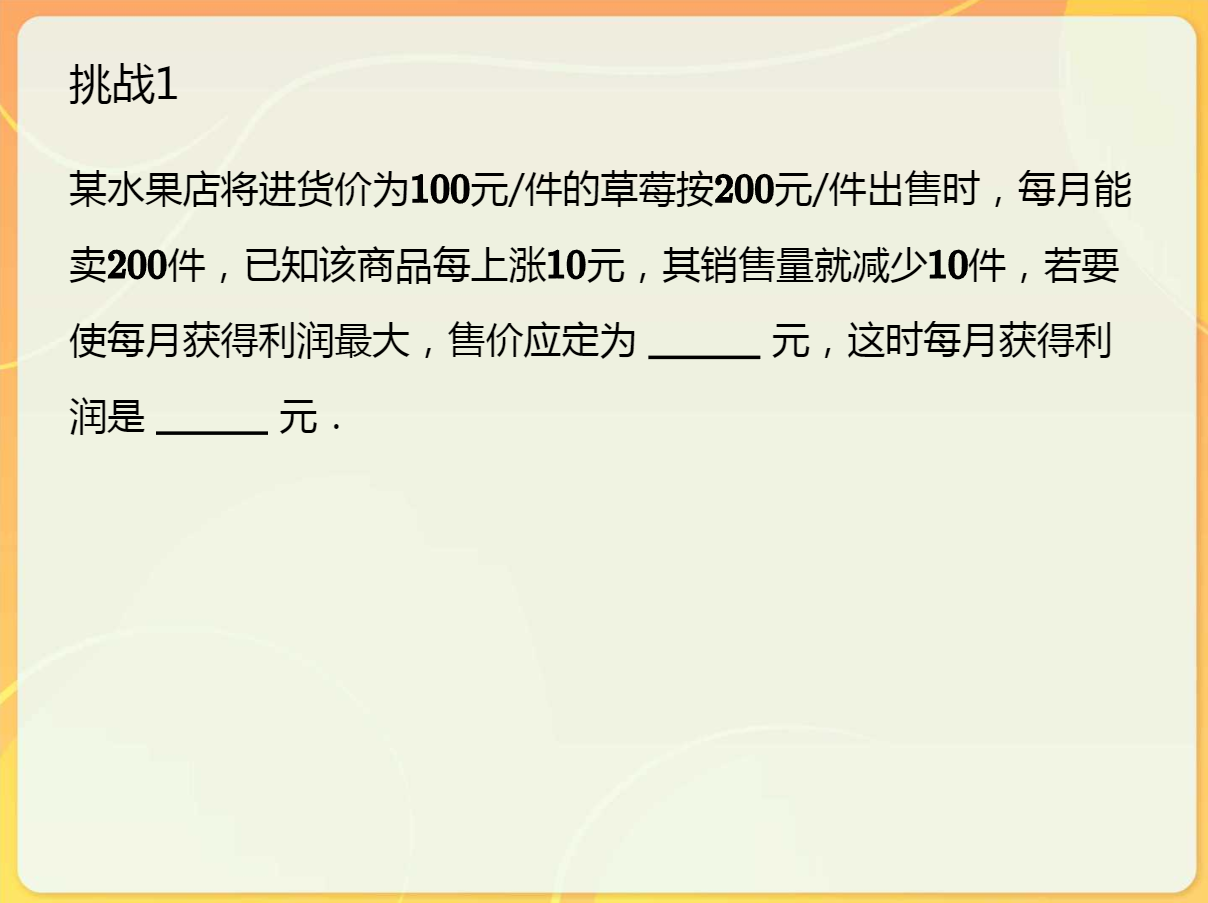 挑战1
某水果店将进货价为100元/件的草莓按200元/件出售时，每月能
卖200件，已知该商品每上涨10元，其销售量就减少10件，若要
使每月获得利润最大，售价应定为 ______ 元，这时每月获得利
润是 ______ 元．